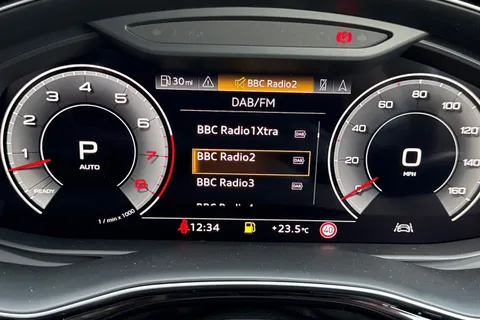 30 mi BBC Radio2
DAB/FM
BBC Radio1Xtra DAB
BBC Radio2 DAB
BBC Radio3 DAB
P
AUTO
READY
1 2 3 4 5 6 7 8
1 / min x 1000
0
MPH
0 20 40 60 80 100 120 140 160
12:34 +23.5°C 40